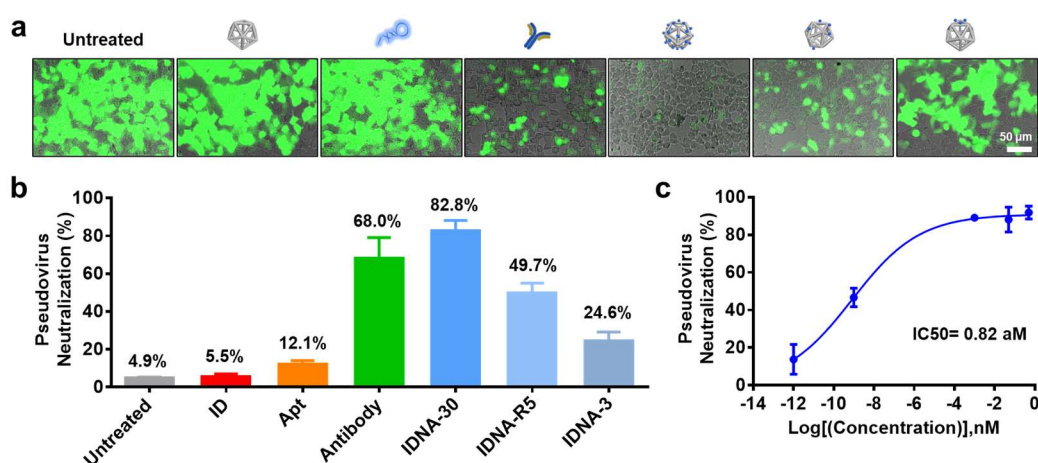 a
Untreated
50 μm
b
Pseudovirus
Neutralization (%)
100
80
60
40
20
0
4.9%
5.5%
12.1%
68.0%
82.8%
49.7%
24.6%
Untreated
ID
Apt
Antibody
IDNA-30
IDNA-R5
IDNA-3
c
Pseudovirus
Neutralization (%)
100
80
60
40
20
0
IC50= 0.82 aM
-14 -12 -10 -8 -6 -4 -2 0
Log[(Concentration)],nM